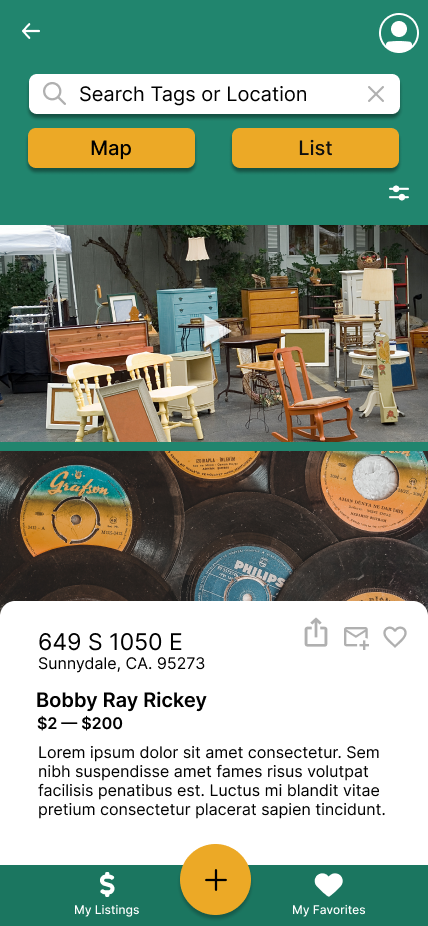 Search Tags or Location
Map
List
Grafson
PHILIPS
649 S 1050 E
Sunnydale, CA. 95273
Bobby Ray Rickey
$2 — $200
Lorem ipsum dolor sit amet consectetur. Sem
nibh suspendisse amet fames risus volutpat
facilisis penatibus est. Luctus mi blandit vitae
pretium consectetur placerat sapien tincidunt.
My Listings
My Favorites